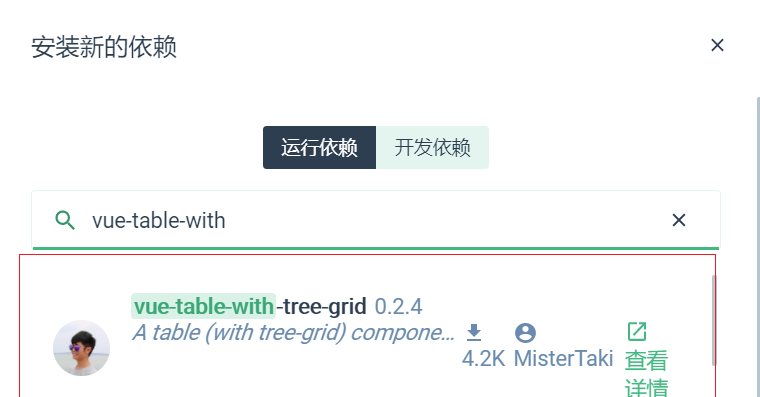 安装新的依赖
运行依赖 开发依赖
vue-table-with
vue-table-with-tree-grid 0.2.4
A table (with tree-grid) compone...
4.2K MisterTaki 查看
详情